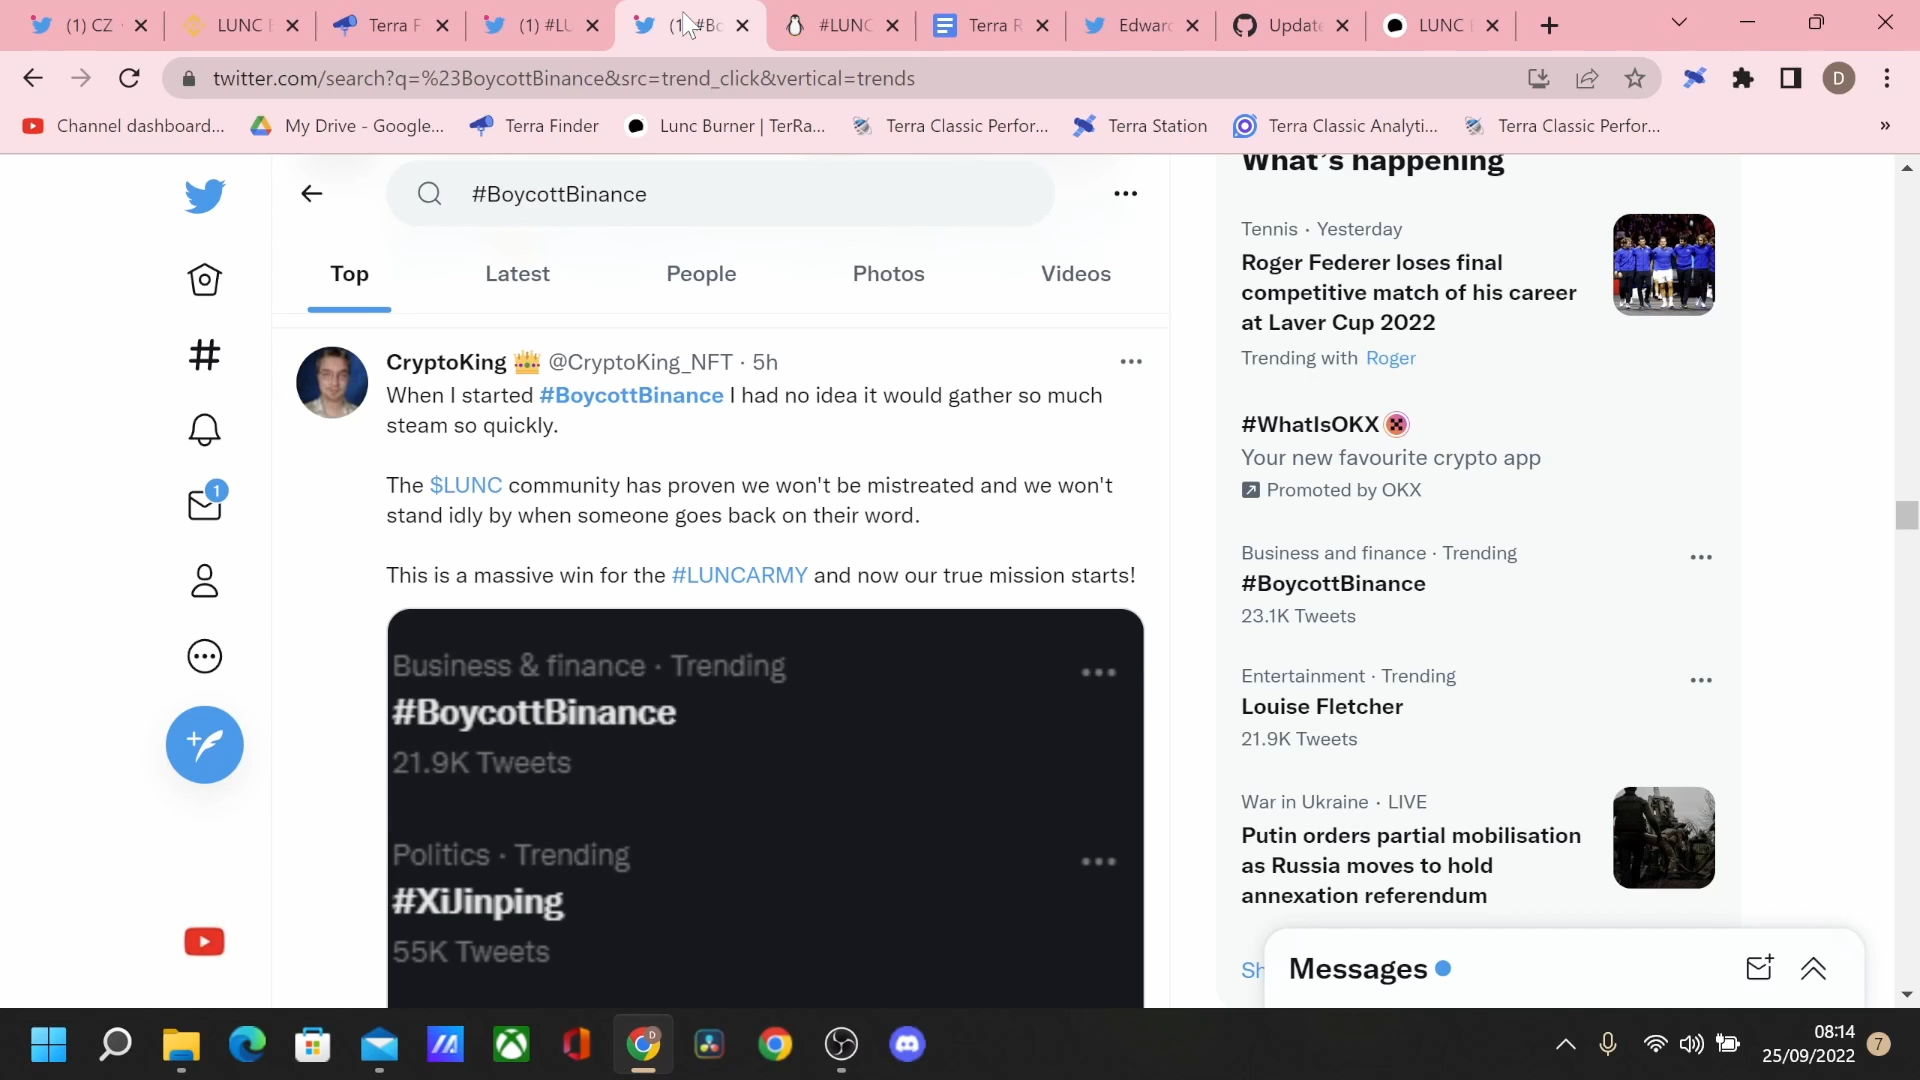 (1) CZ
LUNC
Terra F
(1) #LU
#Bo
#LUNC
Terra R
Edward
Update
LUNC
twitter.com/search?q=%23BoycottBinance&src=trend_click&vertical=trends
D
Channel dashboard...
My Drive - Google...
Terra Finder
Lunc Burner | TerRa...
Terra Classic Perfor...
Terra Station
Terra Classic Analyti...
Terra Classic Perfor...
»
#BoycottBinance
Top
Latest
People
Photos
Videos
CryptoKing 👑 @CryptoKing_NFT · 5h
When I started #BoycottBinance I had no idea it would gather so much
steam so quickly.
The $LUNC community has proven we won't be mistreated and we won't
stand idly by when someone goes back on their word.
This is a massive win for the #LUNCARMY and now our true mission starts!
Business & finance · Trending
#BoycottBinance
21.9K Tweets
Politics · Trending
#XiJinping
55K Tweets
1
What's happening
Tennis · Yesterday
Roger Federer loses final
competitive match of his career
at Laver Cup 2022
Trending with Roger
#WhatIsOKX
Your new favourite crypto app
Promoted by OKX
Business and finance · Trending
#BoycottBinance
23.1K Tweets
Entertainment · Trending
Louise Fletcher
21.9K Tweets
War in Ukraine · LIVE
Putin orders partial mobilisation
as Russia moves to hold
annexation referendum
Sh
Messages
08:14
25/09/2022
7